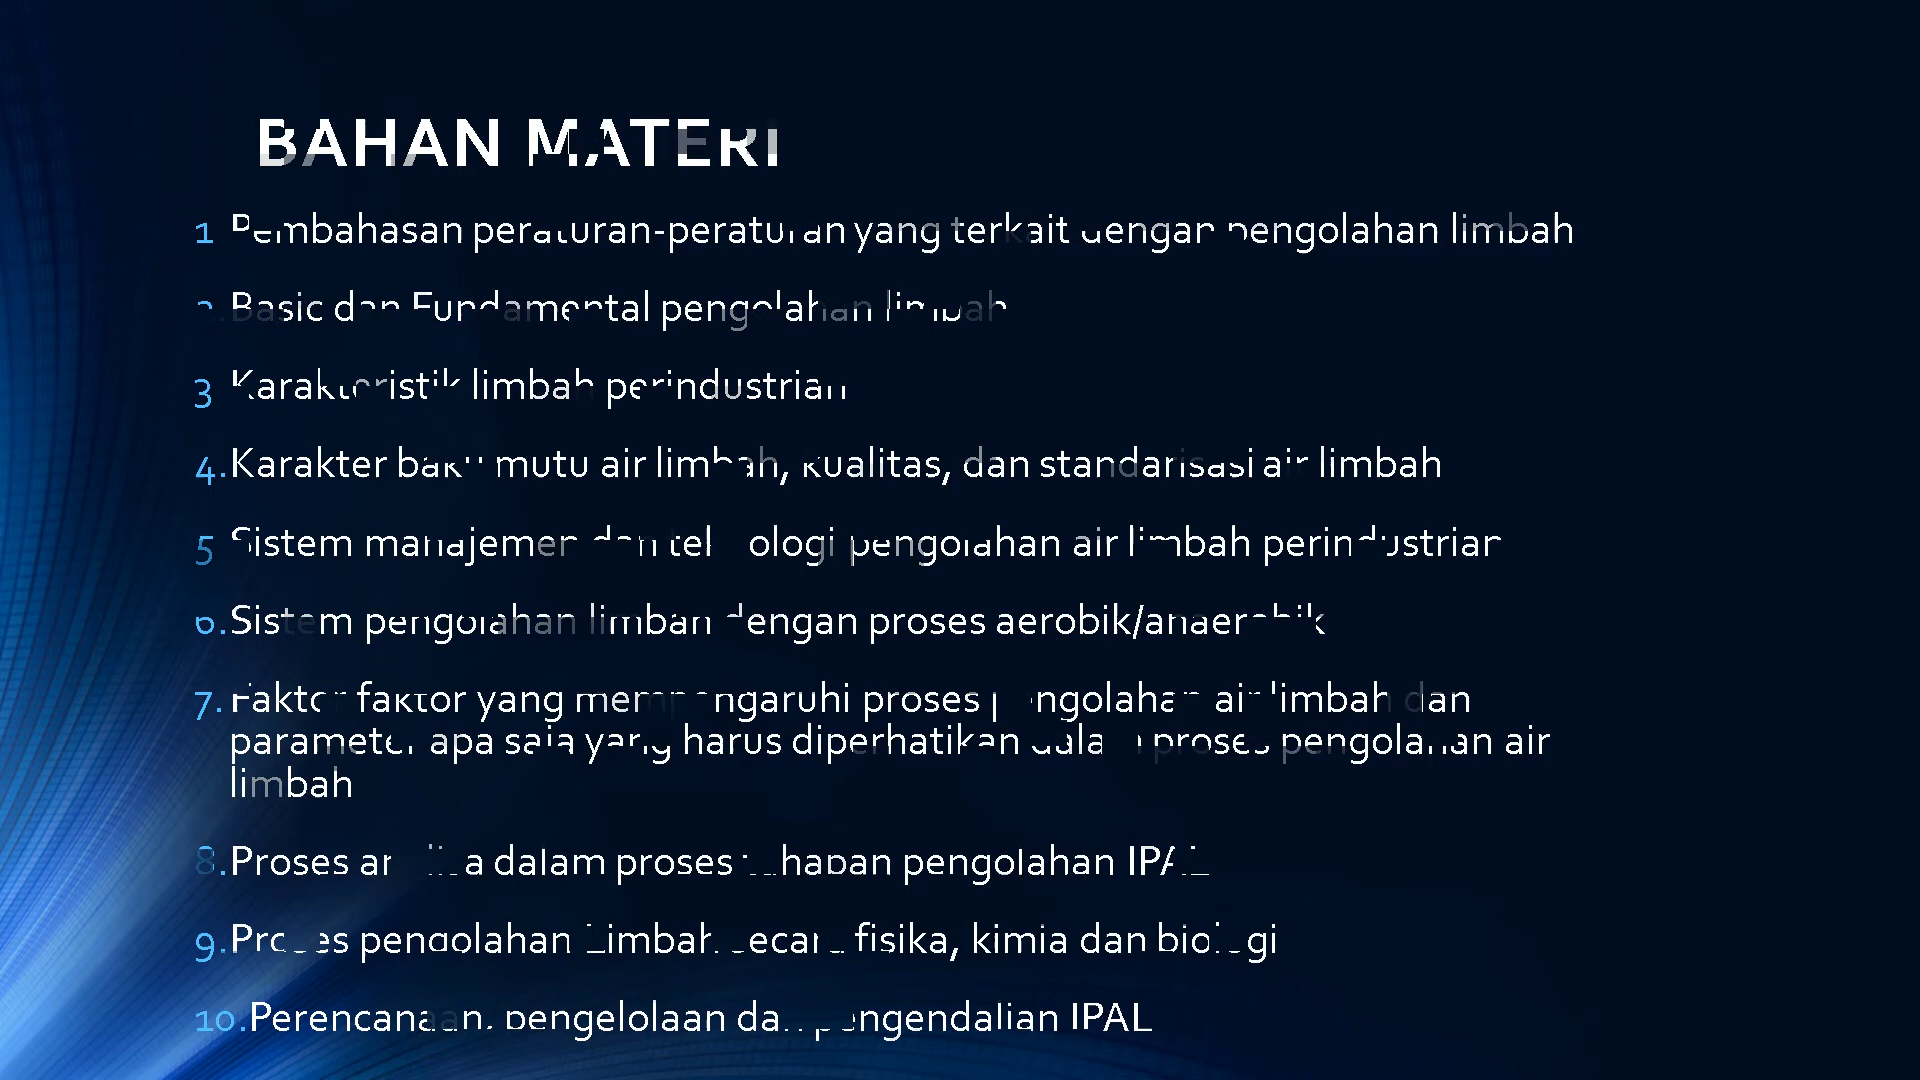 BAHAN MATERI
1 Pembahasan peraturan-peraturan yang terkait dengan pengolahan limbah
2. Basic dan Fundamental pengolahan limbah
3 Karakteristik limbah perindustrian
4. Karakter baku mutu air limbah, kualitas, dan standarisasi air limbah
5 Sistem manajemen dan teknologi pengolahan air limbah perindustrian
6. Sistem pengolahan limbah dengan proses aerobik/anaerobik
7. Faktor faktor yang mempengaruhi proses pengolahan air limbah dan
parameter apa saja yang harus diperhatikan dalam proses pengolahan air
limbah
8. Proses dalam proses tahapan pengolahan IPAL
9. Proses pengolahan Limbah secara fisika, kimia dan biologi
10. Perencanaan, pengelolaan dan pengendalian IPAL